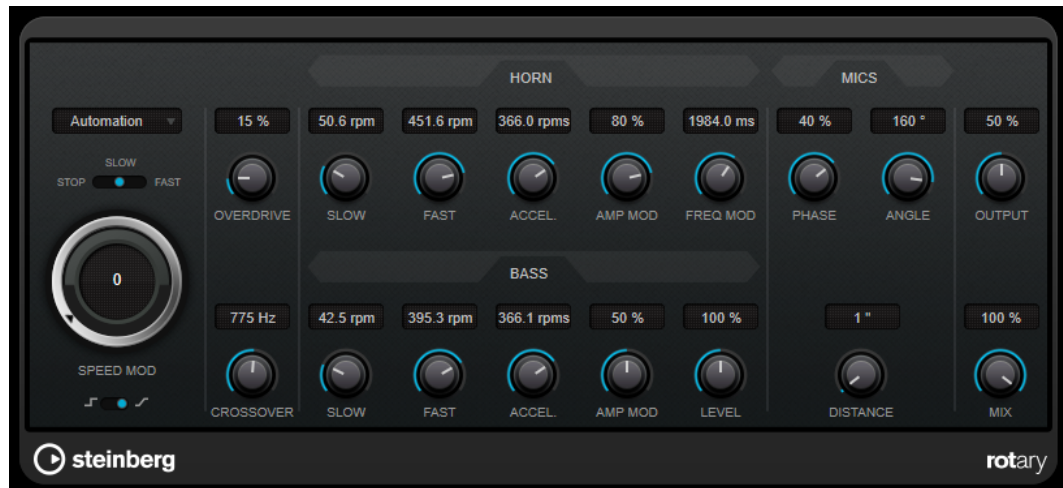 HORN
MICS
Automation
15 %
50.6 rpm
451.6 rpm
366.0 rpms
80 %
1984.0 ms
40 %
160 °
50 %
SLOW
STOP
FAST
OVERDRIVE
SLOW
FAST
ACCEL.
AMP MOD
FREQ MOD
PHASE
ANGLE
OUTPUT
BASS
0
775 Hz
42.5 rpm
395.3 rpm
366.1 rpms
50 %
100 %
1 "
100 %
SPEED MOD
CROSSOVER
SLOW
FAST
ACCEL.
AMP MOD
LEVEL
DISTANCE
MIX
steinberg
rotary